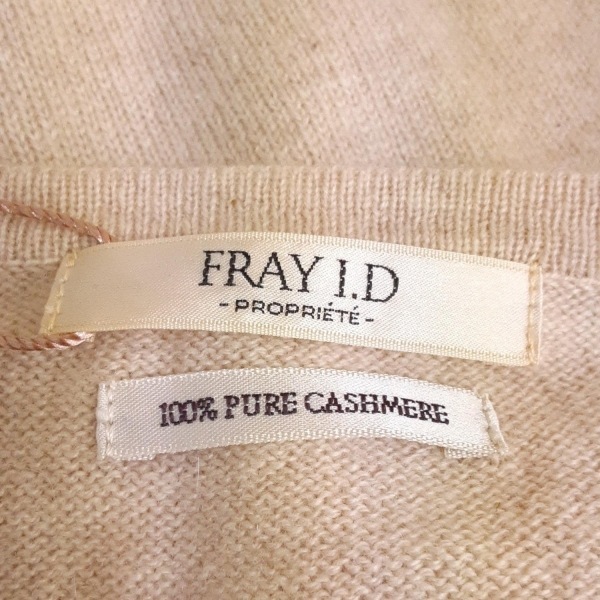 FRAY I.D
-PROPRIÉTÉ-
100% PURE CASHMERE